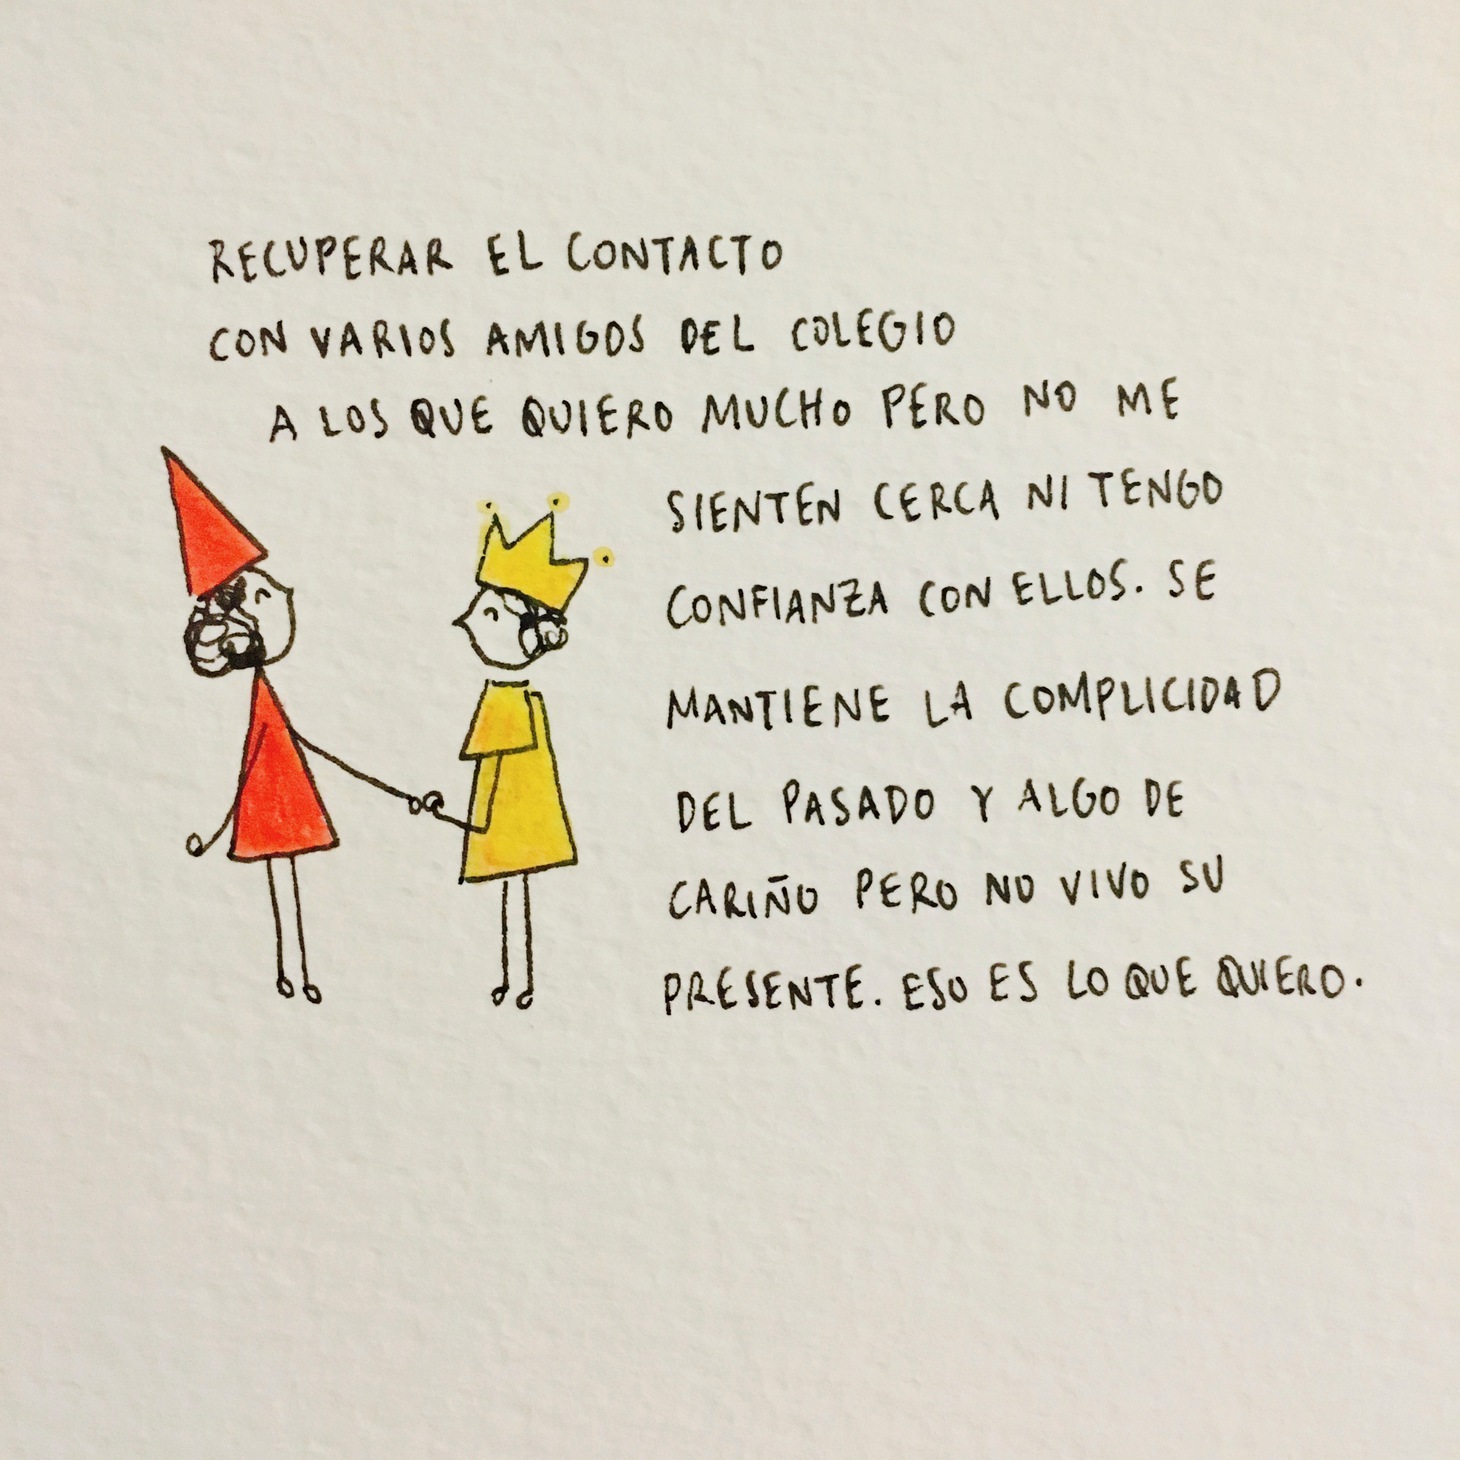 RECUPERAR EL CONTACTO
CON VARIOS AMIGOS DEL COLEGIO
A LOS QUE QUIERO MUCHO PERO NO ME
SIENTEN CERCA NI TENGO
CONFIANZA CON ELLOS. SE
MANTIENE LA COMPLICIDAD
DEL PASADO Y ALGO DE
CARIÑO PERO NO VIVO SU
PRESENTE. ESO ES LO QUE QUIERO.